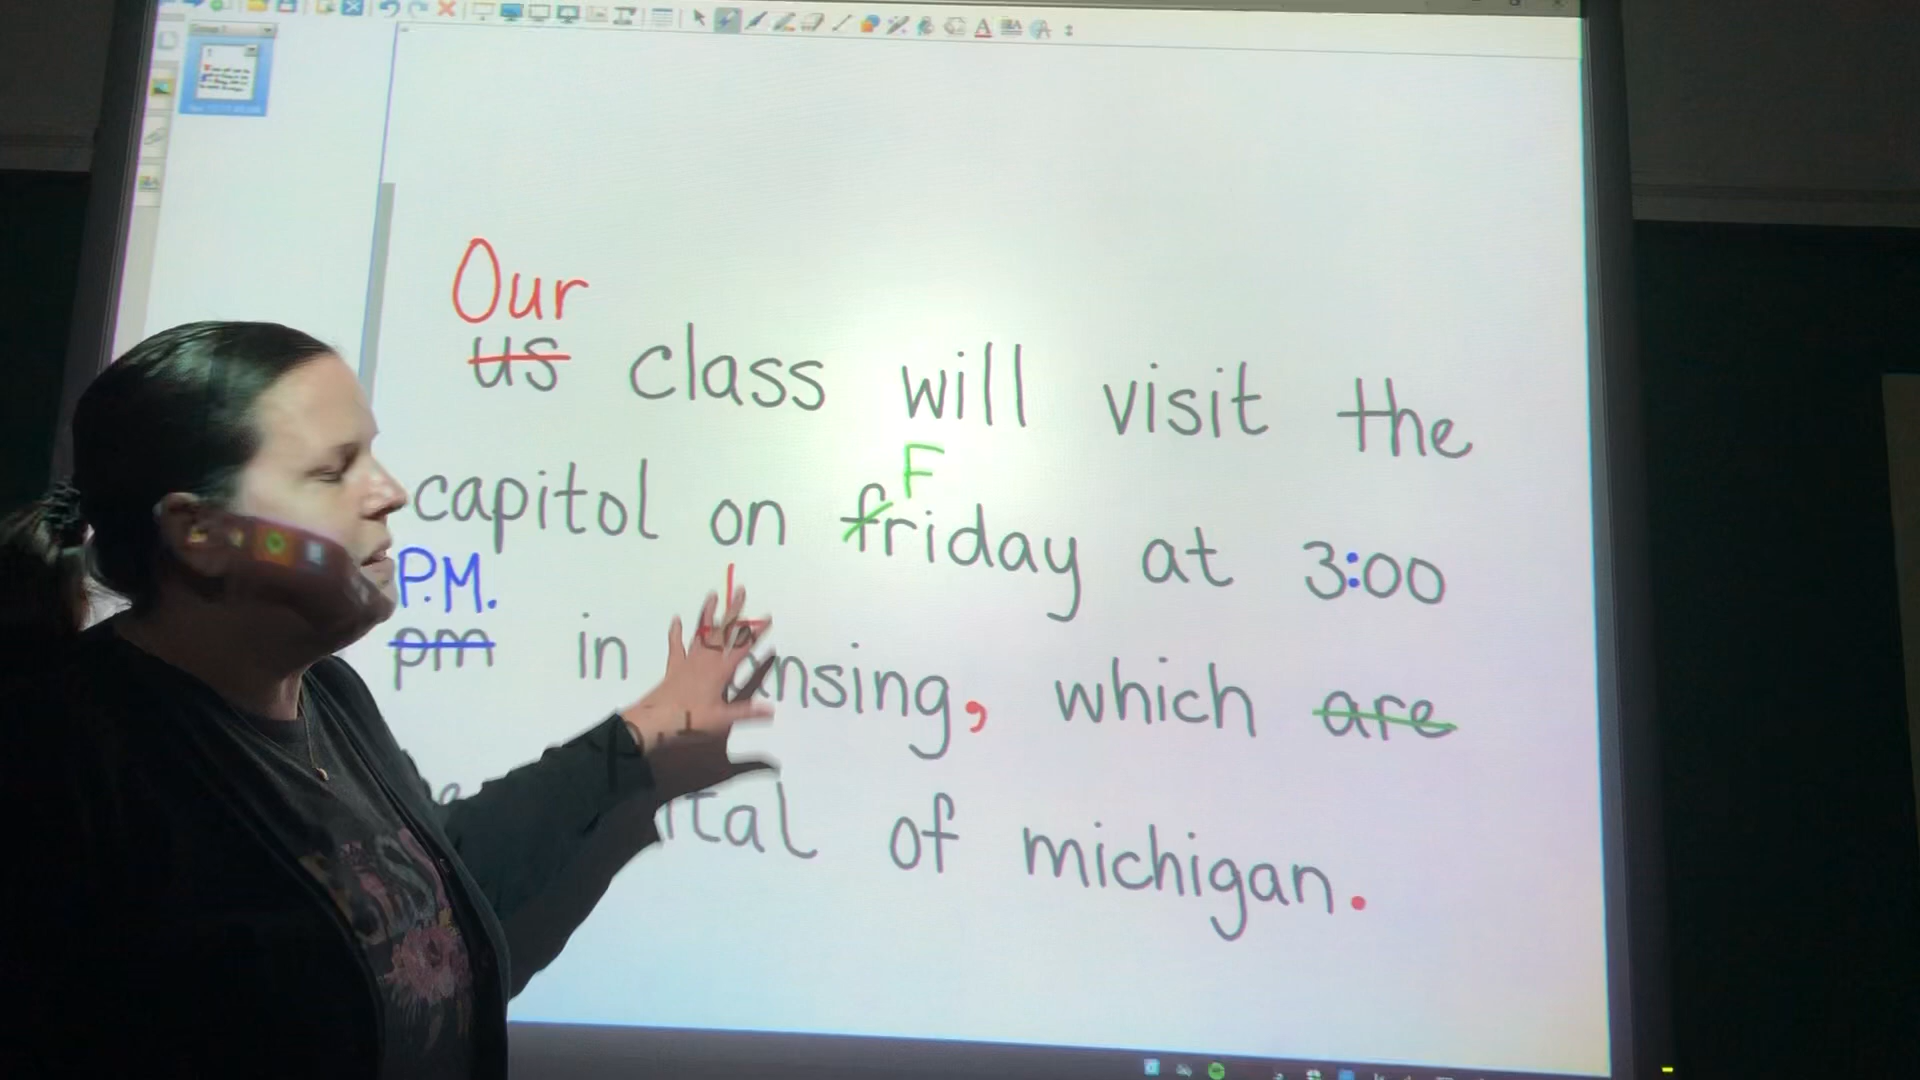 Our
us class will visit the
F
capitol on friday at 3:00
P.M. L
pm in lansing, which are
ital of michigan.